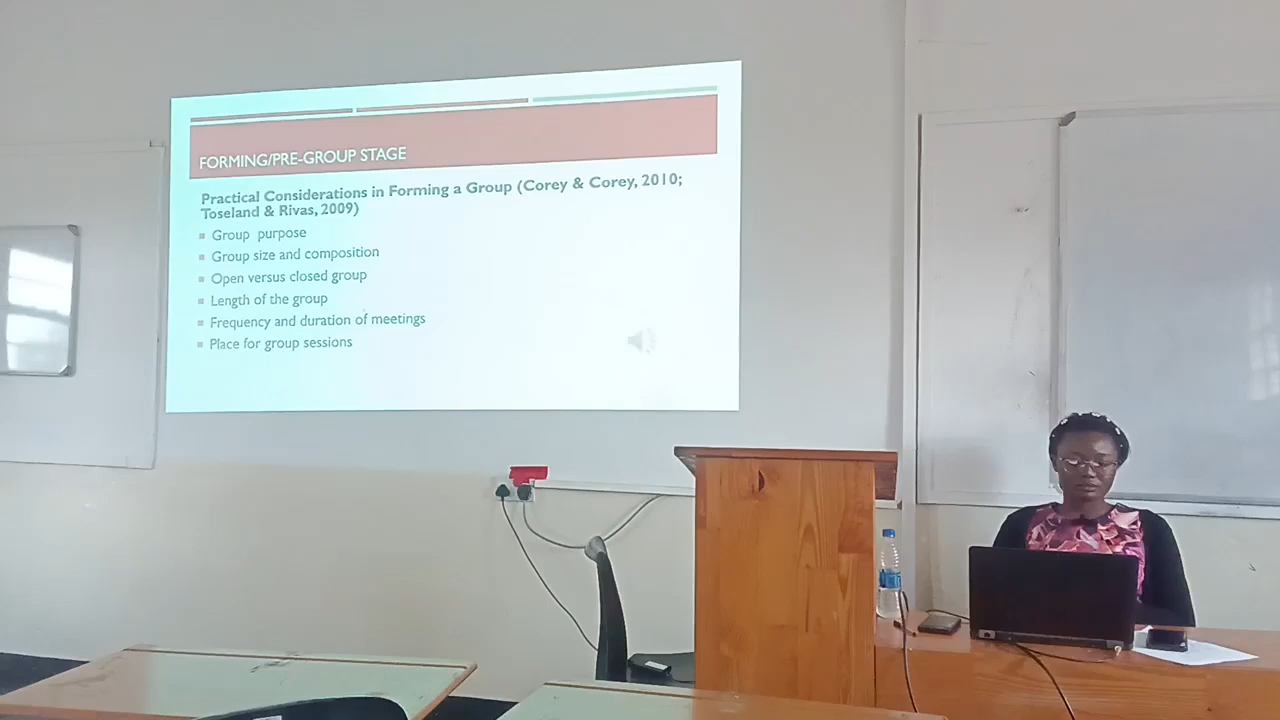 FORMING/PRE-GROUP STAGE
Practical Considerations in Forming a Group (Corey & Corey, 2010;
Toseland & Rivas, 2009)
Group purpose
Group size and composition
Open versus closed group
Length of the group
Frequency and duration of meetings
Place for group sessions